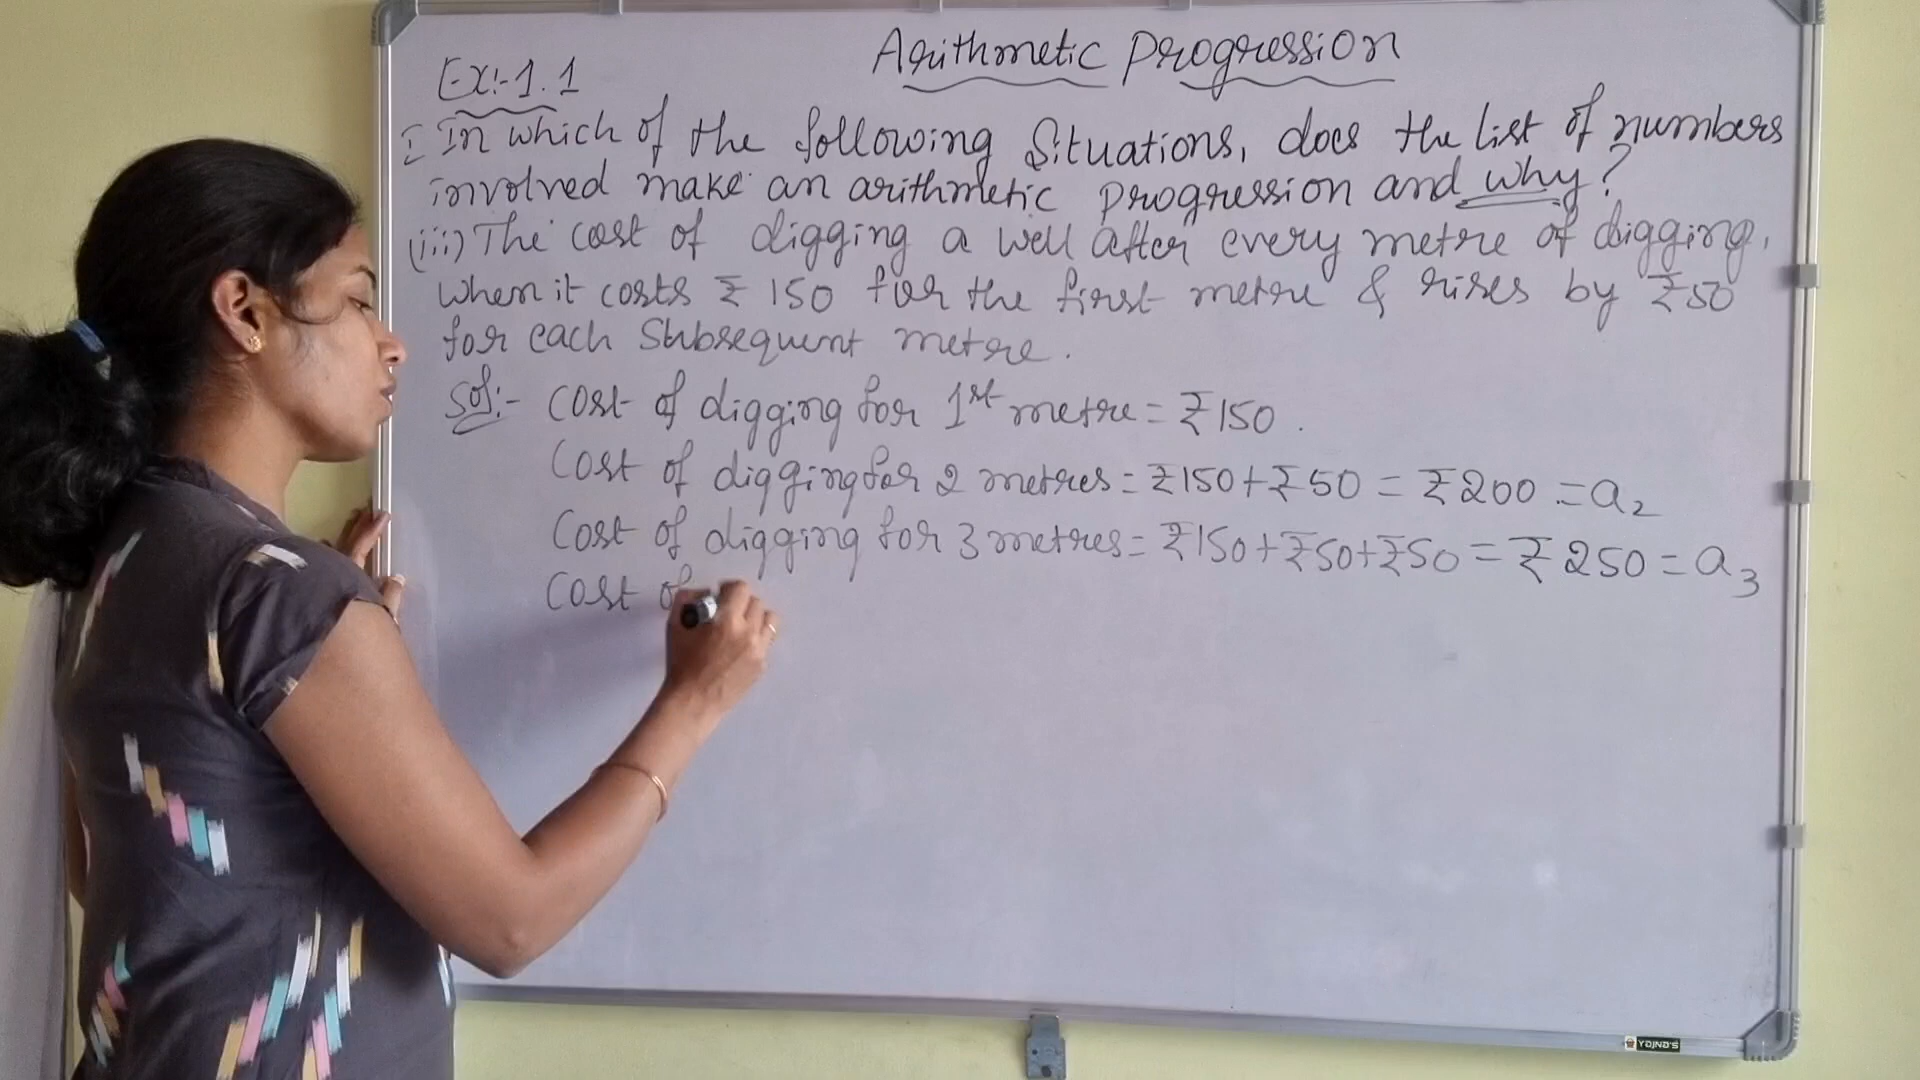 Arithmetic Progression
Ex:-1.1
I In which of the following situations, does the list of numbers
involved make an arithmetic progression and why?
(iii) The cost of digging a well after every metre of digging,
when it costs ₹ 150 for the first metre & rises by ₹50
for each subsequent metre.
Sol:- Cost of digging for 1st metre = ₹150.
Cost of digging for 2 metres = ₹150+₹50 = ₹200 = a2
Cost of digging for 3 metres = ₹150+₹50+₹50 = ₹250 = a3
Cost of
YAJNA'S